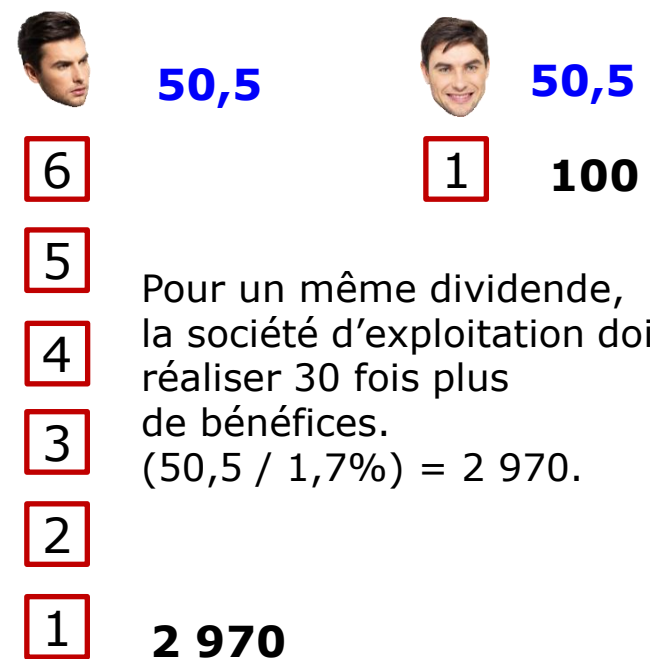 50,5
50,5
6
1
100
5
Pour un même dividende,
la société d’exploitation doi
4
réaliser 30 fois plus
3
de bénéfices.
(50,5 / 1,7%) = 2 970.
2
1
2 970